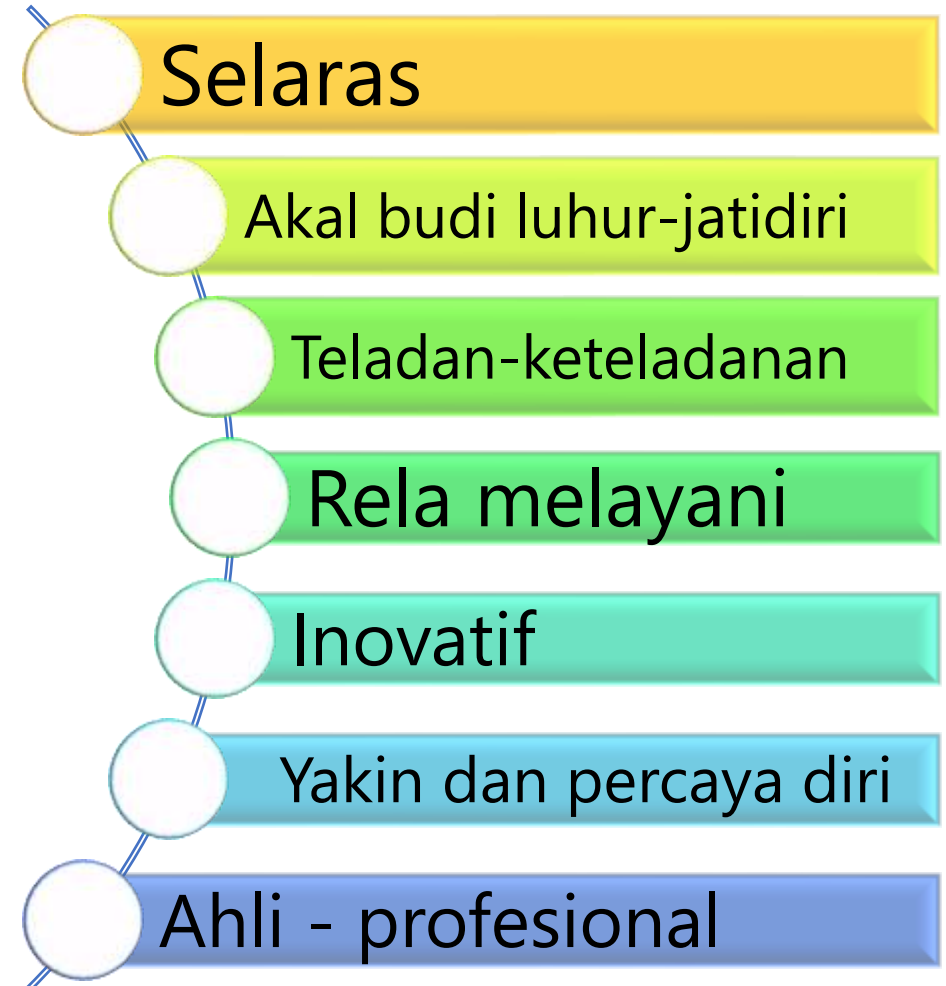 Selaras
Akal budi luhur-jatidiri
Teladan-keteladanan
Rela melayani
Inovatif
Yakin dan percaya diri
Ahli - profesional